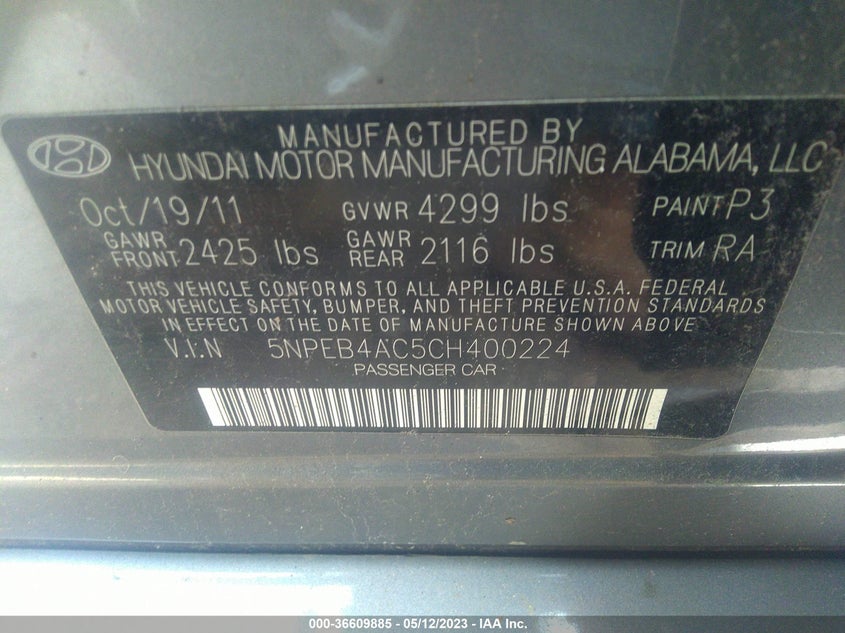 MANUFACTURED BY
HYUNDAI MOTOR MANUFACTURING ALABAMA, LLC
Oct/19/11 GVWR 4299 lbs PAINT P3
GAWR FRONT 2425 lbs GAWR REAR 2116 lbs TRIM RA
THIS VEHICLE CONFORMS TO ALL APPLICABLE U.S.A. FEDERAL
MOTOR VEHICLE SAFETY, BUMPER, AND THEFT PREVENTION STANDARDS
IN EFFECT ON THE DATE OF MANUFACTURE SHOWN ABOVE.
V.I.N 5NPEB4AC5CH400224
PASSENGER CAR
000-36609885 - 05/12/2023 - IAA Inc.